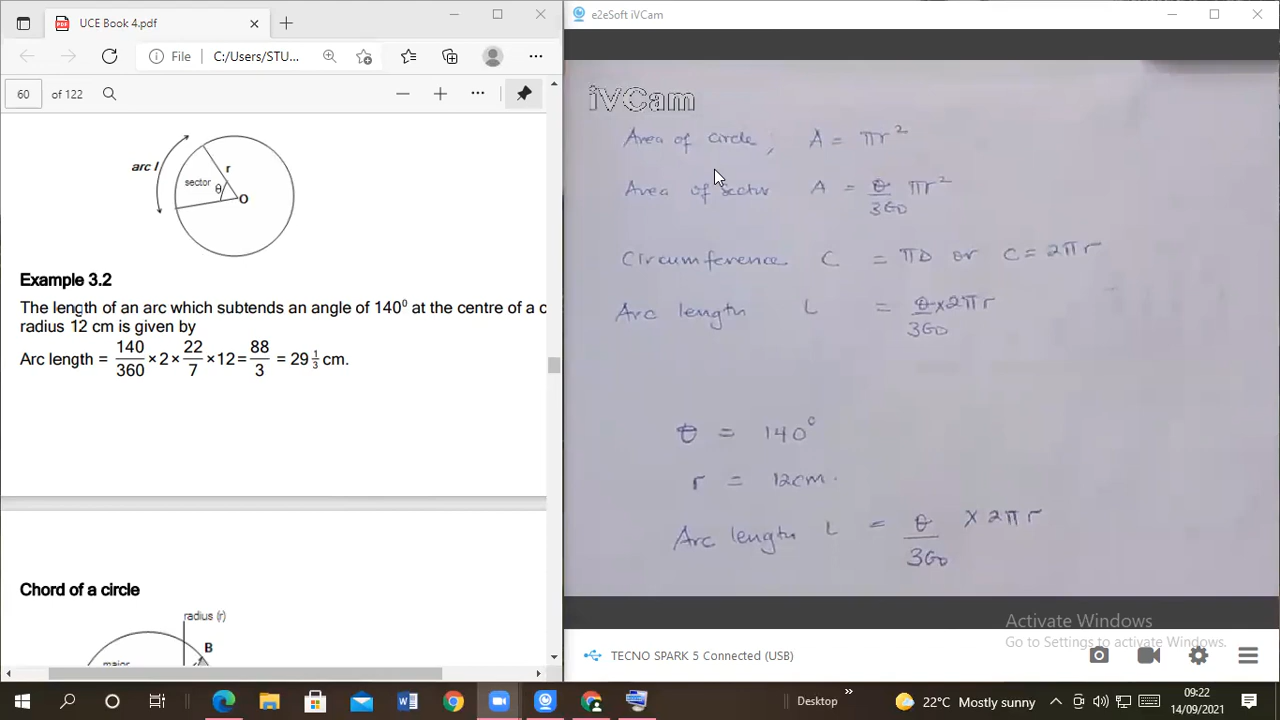 UCE Book 4.pdf
File
C:/Users/STU...
60 of 122
arc l
r
sector
θ
O
Example 3.2
The length of an arc which subtends an angle of 140⁰ at the centre of a c
radius 12 cm is given by
Arc length = 140/360 × 2 × 22/7 × 12 = 88/3 = 29 1/3 cm.
Chord of a circle
radius (r)
B
major
e2eSoft iVCam
iVCam
Area of circle, A = πr²
Area of sector A = θ/360 πr²
Circumference C = πD or C = 2πr
Arc length L = θ/360 × 2πr
θ = 140⁰
r = 12cm.
Arc length L = θ/360 × 2πr
Activate Windows
Go to Settings to activate Windows.
TECNO SPARK 5 Connected (USB)
Desktop
22°C Mostly sunny
09:22
14/09/2021